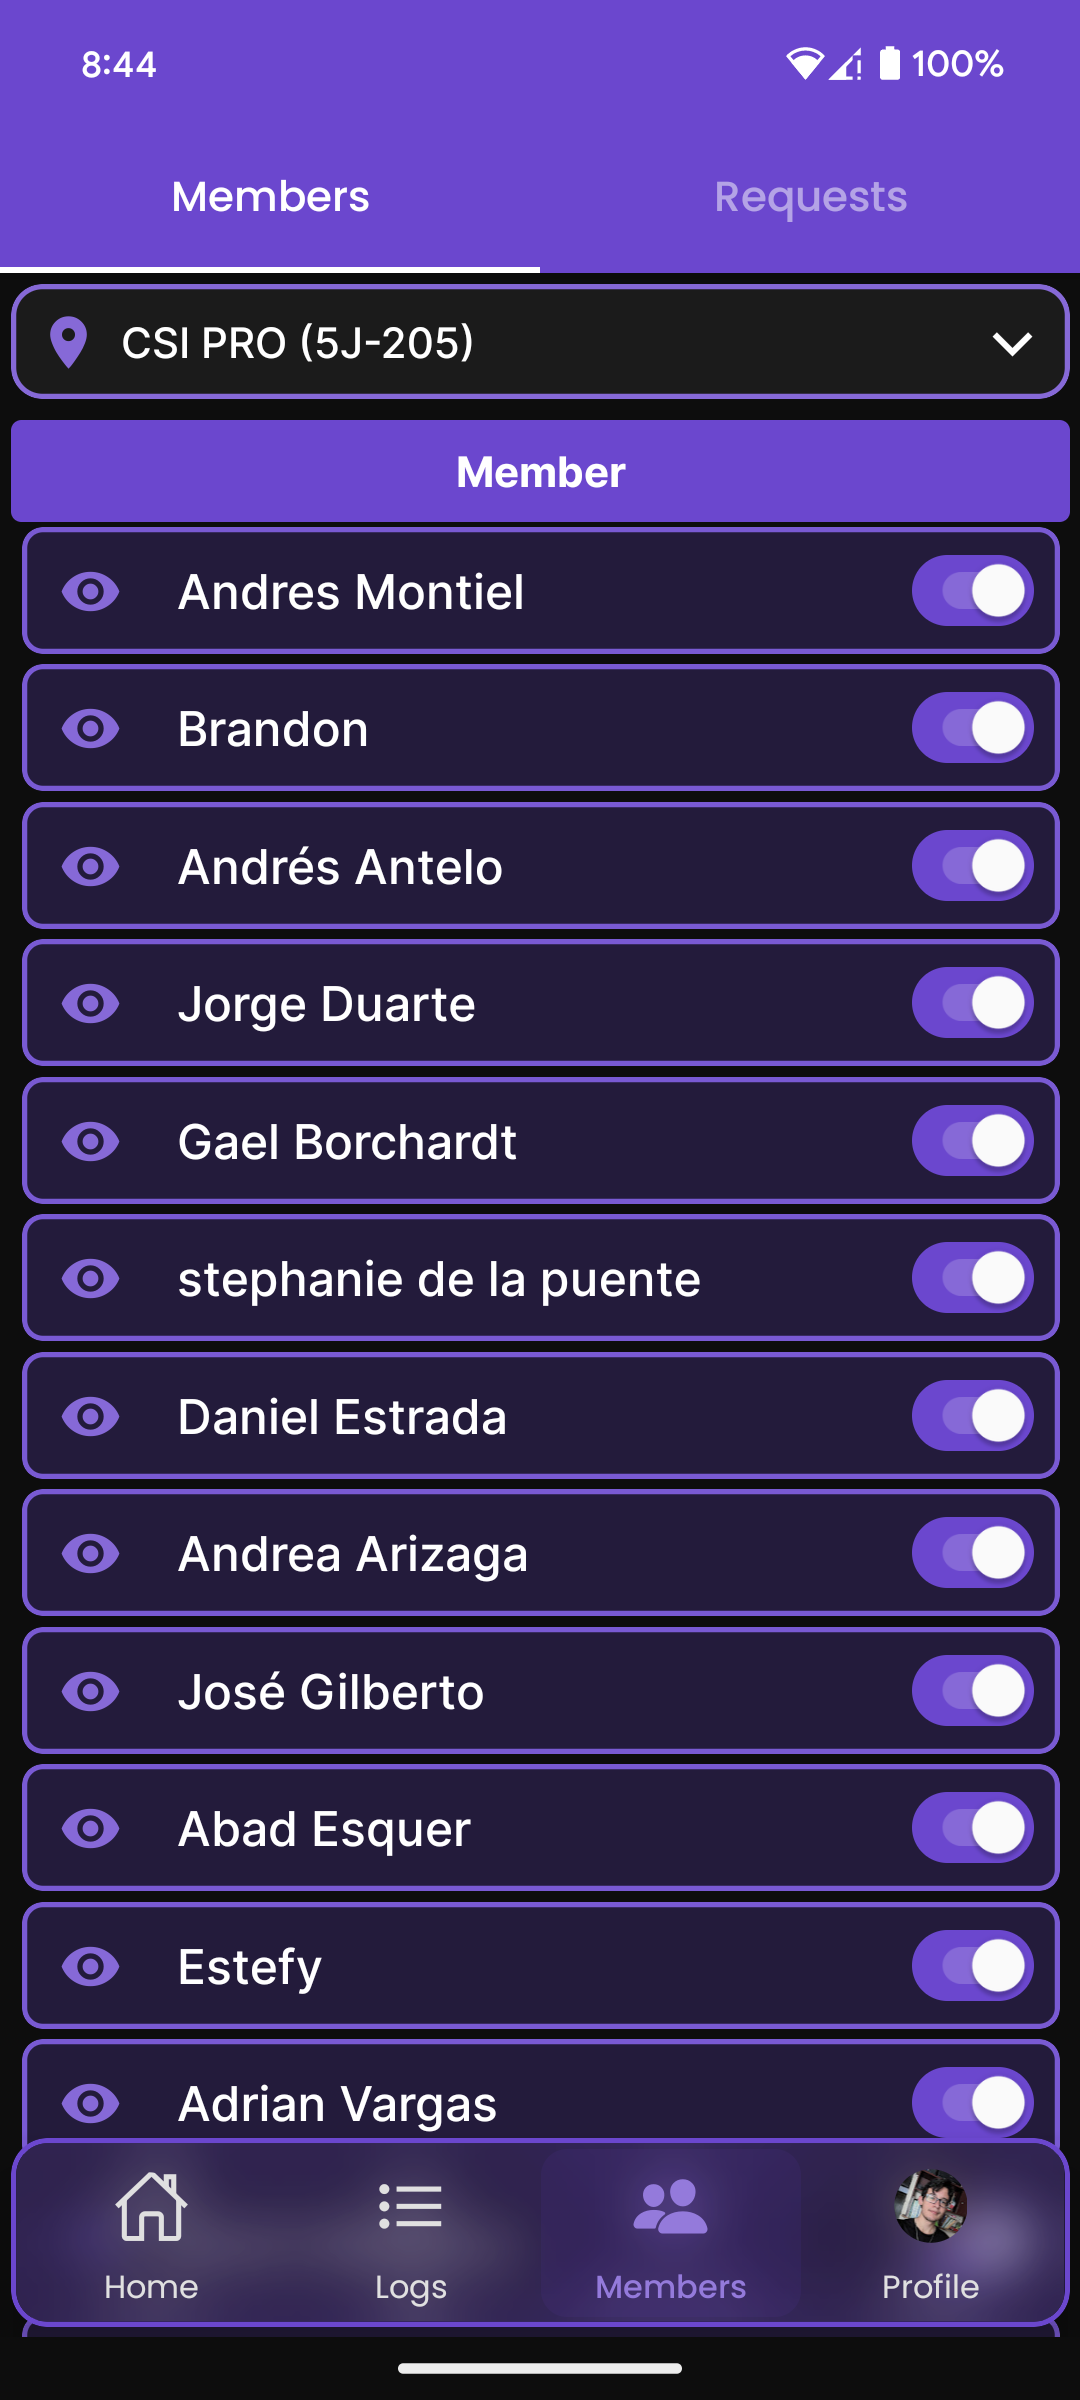 8:44 100%
Members Requests
CSI PRO (5J-205)
Member
Andres Montiel
Brandon
Andrés Antelo
Jorge Duarte
Gael Borchardt
stephanie de la puente
Daniel Estrada
Andrea Arizaga
José Gilberto
Abad Esquer
Estefy
Adrian Vargas
Home Logs Members Profile